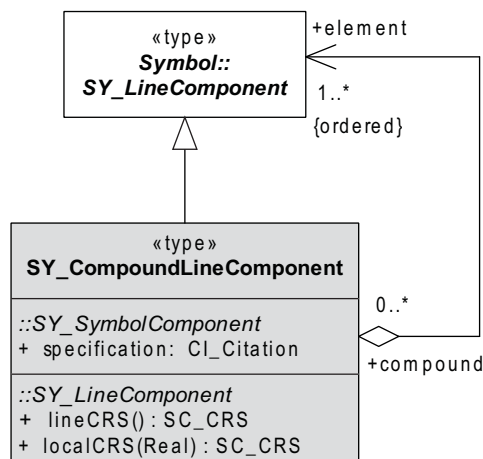 «type»
Symbol::
SY_LineComponent
+element
1..*
{ordered}
«type»
SY_CompoundLineComponent
::SY_SymbolComponent
+ specification: CI_Citation
::SY_LineComponent
+ lineCRS() : SC_CRS
+ localCRS(Real) : SC_CRS
0..*
+compound